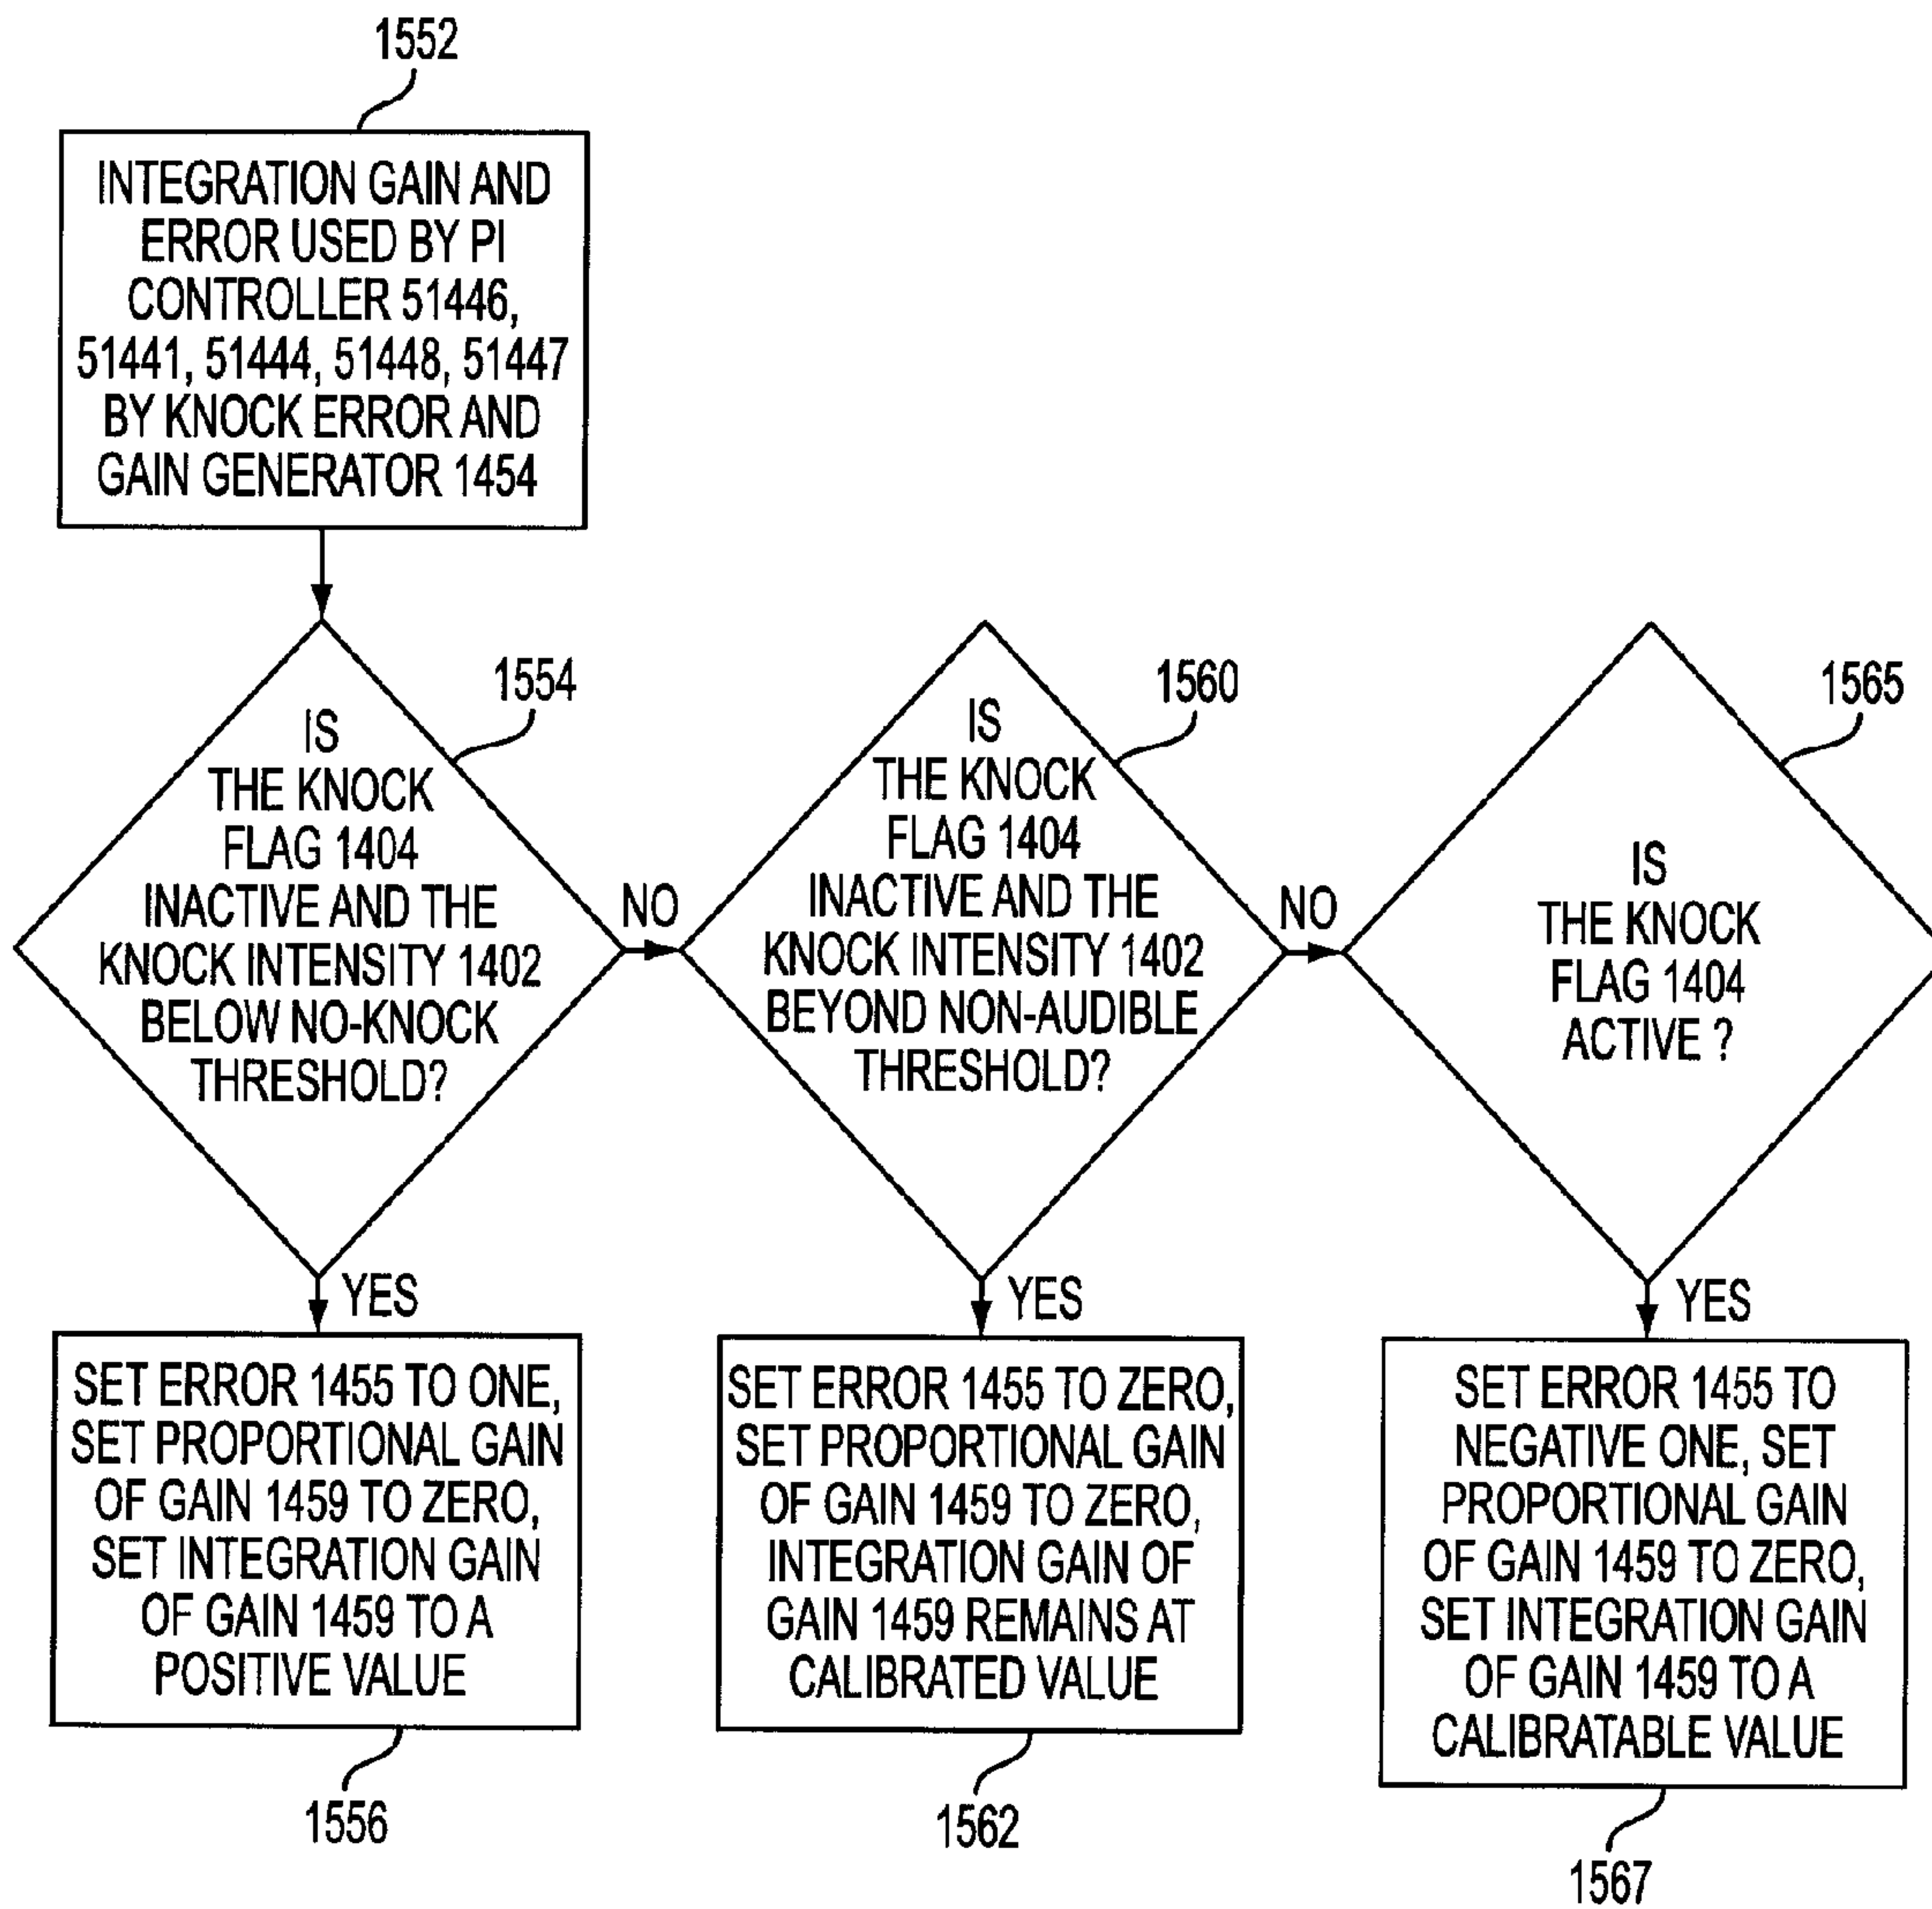 1552
INTEGRATION GAIN AND
ERROR USED BY PI
CONTROLLER 51446,
51441, 51444, 51448, 51447
BY KNOCK ERROR AND
GAIN GENERATOR 1454
1554
IS
THE KNOCK
FLAG 1404
INACTIVE AND THE
KNOCK INTENSITY 1402
BELOW NO-KNOCK
THRESHOLD?
NO
1560
IS
THE KNOCK
FLAG 1404
INACTIVE AND THE
KNOCK INTENSITY 1402
BEYOND NON-AUDIBLE
THRESHOLD?
NO
1565
IS
THE KNOCK
FLAG 1404
ACTIVE ?
YES
SET ERROR 1455 TO ONE,
SET PROPORTIONAL GAIN
OF GAIN 1459 TO ZERO,
SET INTEGRATION GAIN
OF GAIN 1459 TO A
POSITIVE VALUE
1556
YES
SET ERROR 1455 TO ZERO,
SET PROPORTIONAL GAIN
OF GAIN 1459 TO ZERO,
INTEGRATION GAIN OF
GAIN 1459 REMAINS AT
CALIBRATED VALUE
1562
YES
SET ERROR 1455 TO
NEGATIVE ONE, SET
PROPORTIONAL GAIN
OF GAIN 1459 TO ZERO,
SET INTEGRATION GAIN
OF GAIN 1459 TO A
CALIBRATABLE VALUE
1567